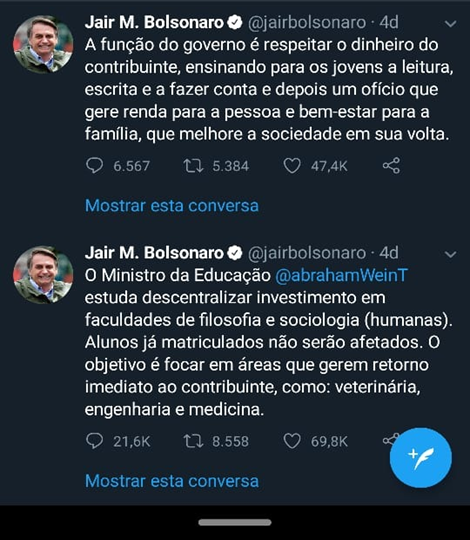 Jair M. Bolsonaro @jairbolsonaro · 4d
A função do governo é respeitar o dinheiro do
contribuinte, ensinando para os jovens a leitura,
escrita e a fazer conta e depois um ofício que
gere renda para a pessoa e bem-estar para a
família, que melhore a sociedade em sua volta.
6.567 5.384 47,4K
Mostrar esta conversa
Jair M. Bolsonaro @jairbolsonaro · 4d
O Ministro da Educação @abrahamWeinT
estuda descentralizar investimento em
faculdades de filosofia e sociologia (humanas).
Alunos já matriculados não serão afetados. O
objetivo é focar em áreas que gerem retorno
imediato ao contribuinte, como: veterinária,
engenharia e medicina.
21,6K 8.558 69,8K
Mostrar esta conversa